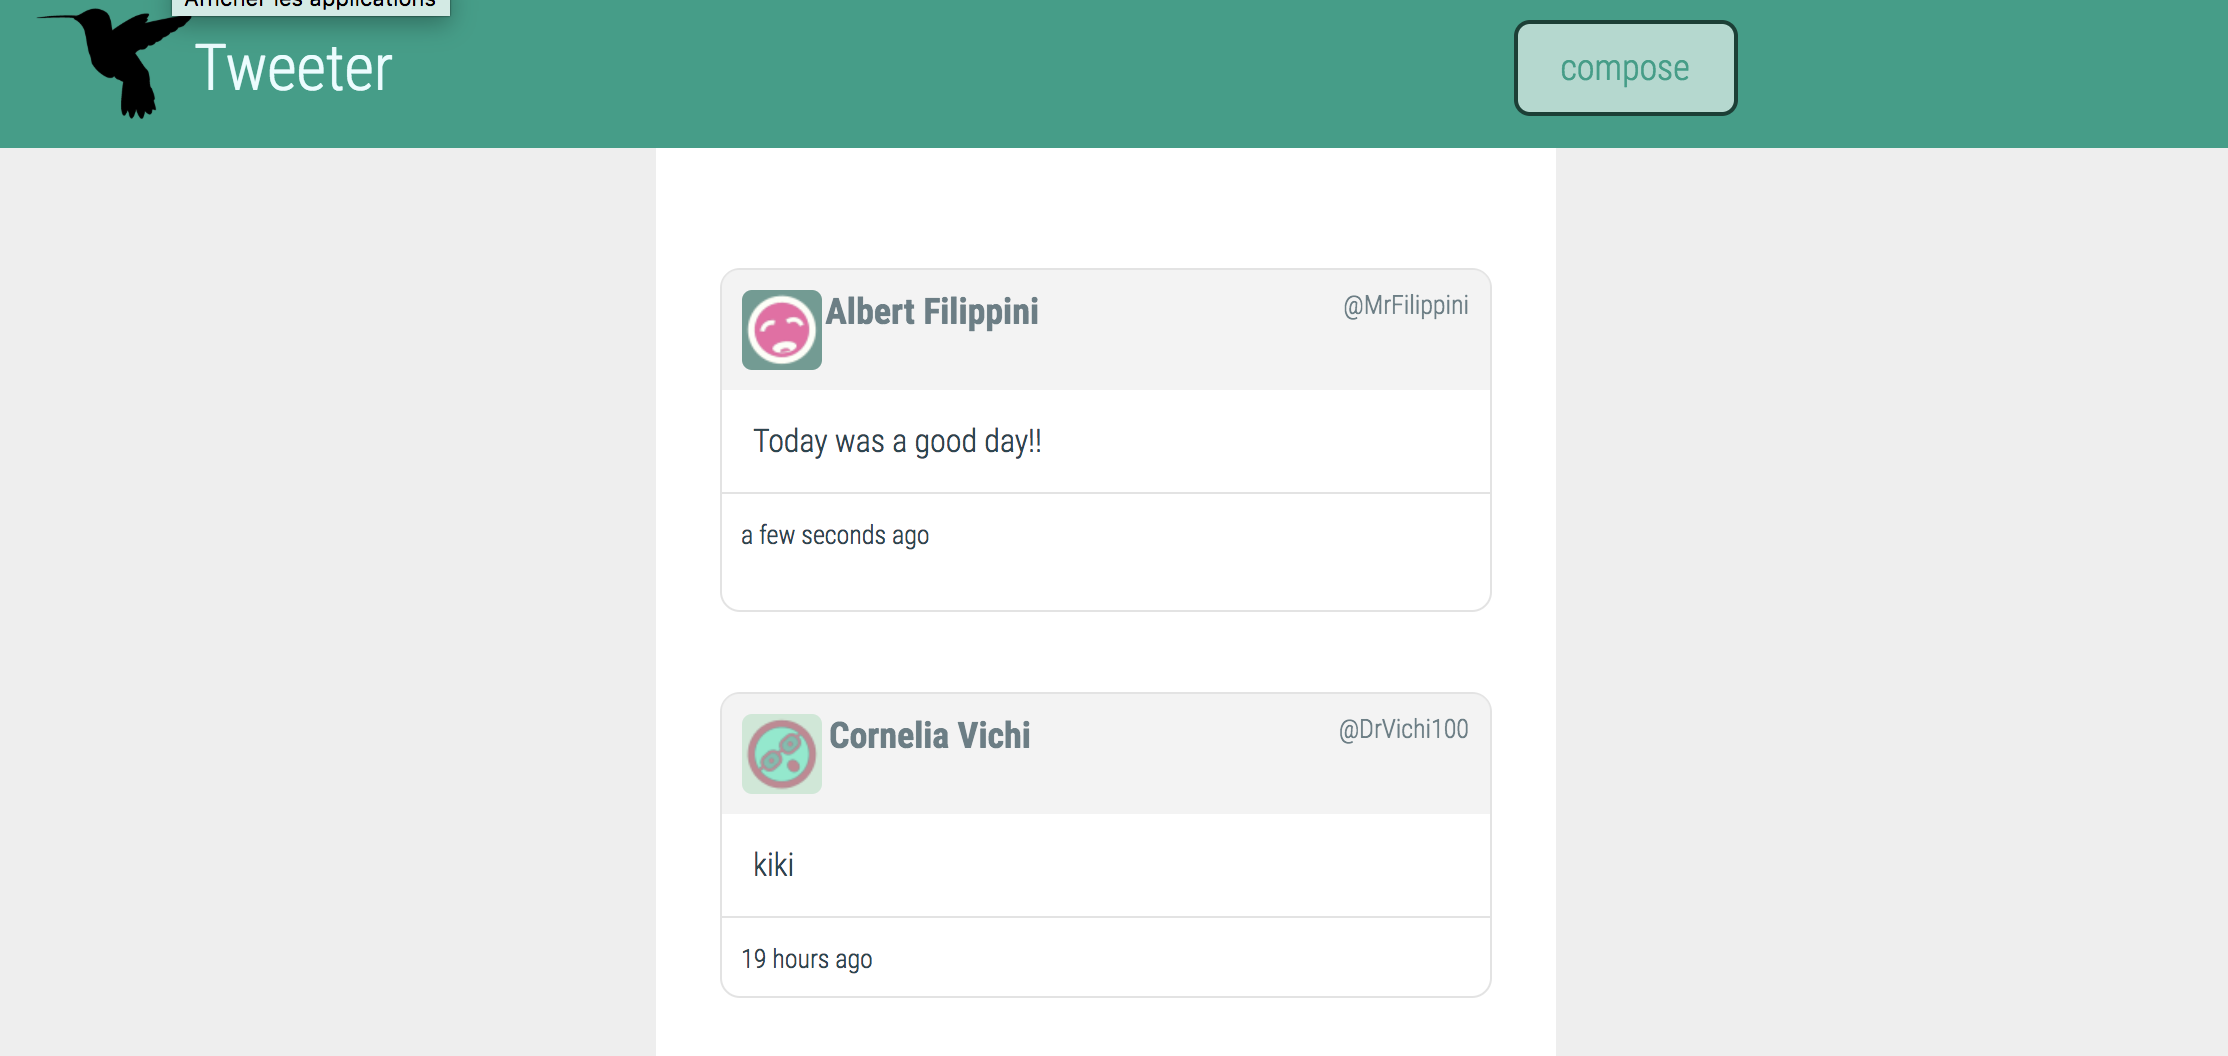 Afficher les applications
Tweeter
compose
Albert Filippini
@MrFilippini
Today was a good day!!
a few seconds ago
Cornelia Vichi
@DrVichi100
kiki
19 hours ago